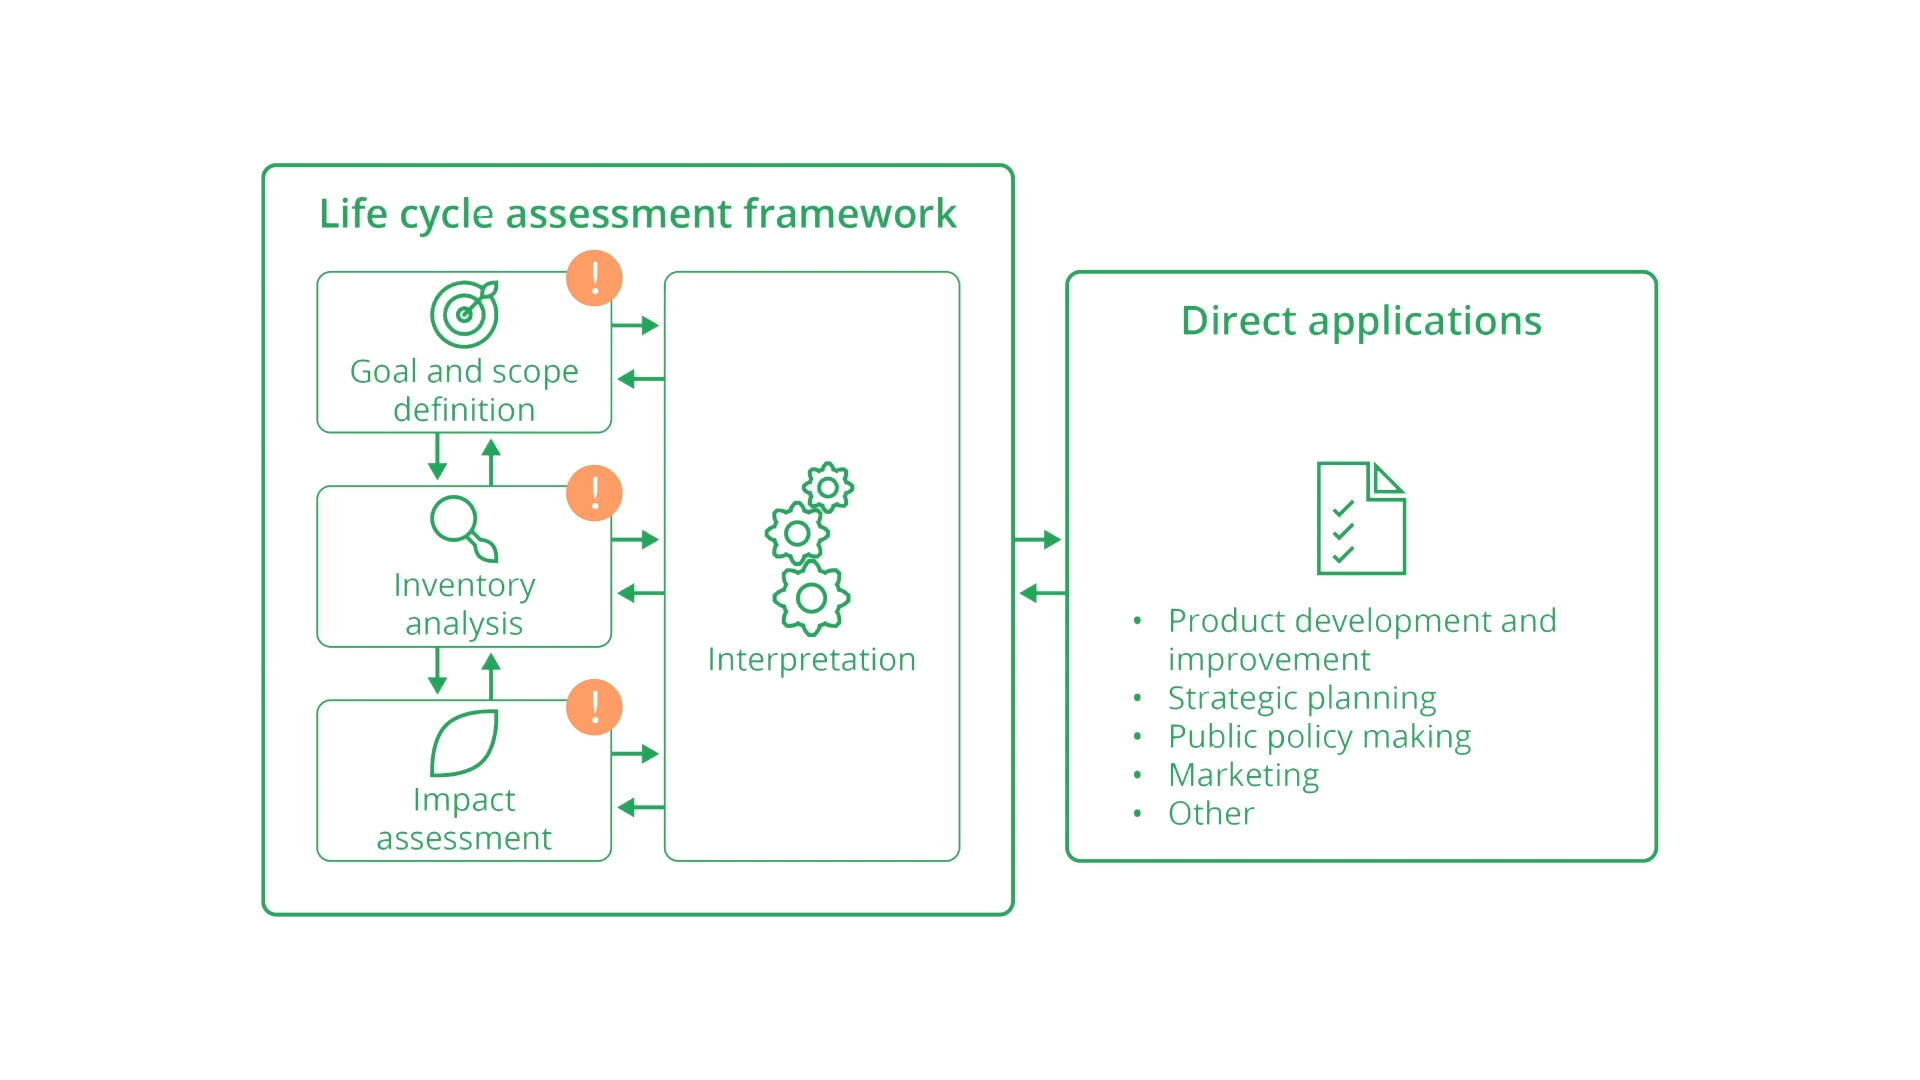 Life cycle assessment framework
!
Goal and scope
definition
!
Inventory
analysis
!
Impact
assessment
Interpretation
Direct applications
• Product development and
improvement
• Strategic planning
• Public policy making
• Marketing
• Other